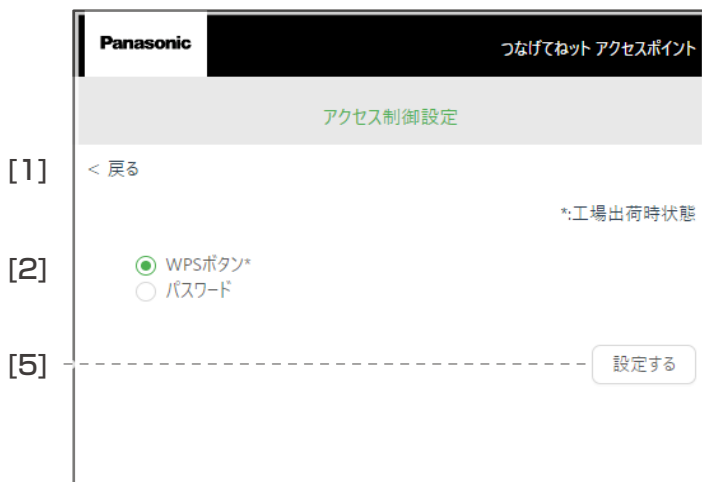 Panasonic
つなげてねット アクセスポイント
アクセス制御設定
[1] < 戻る
*:工場出荷時状態
[2] WPSボタン*
パスワード
[5] 設定する